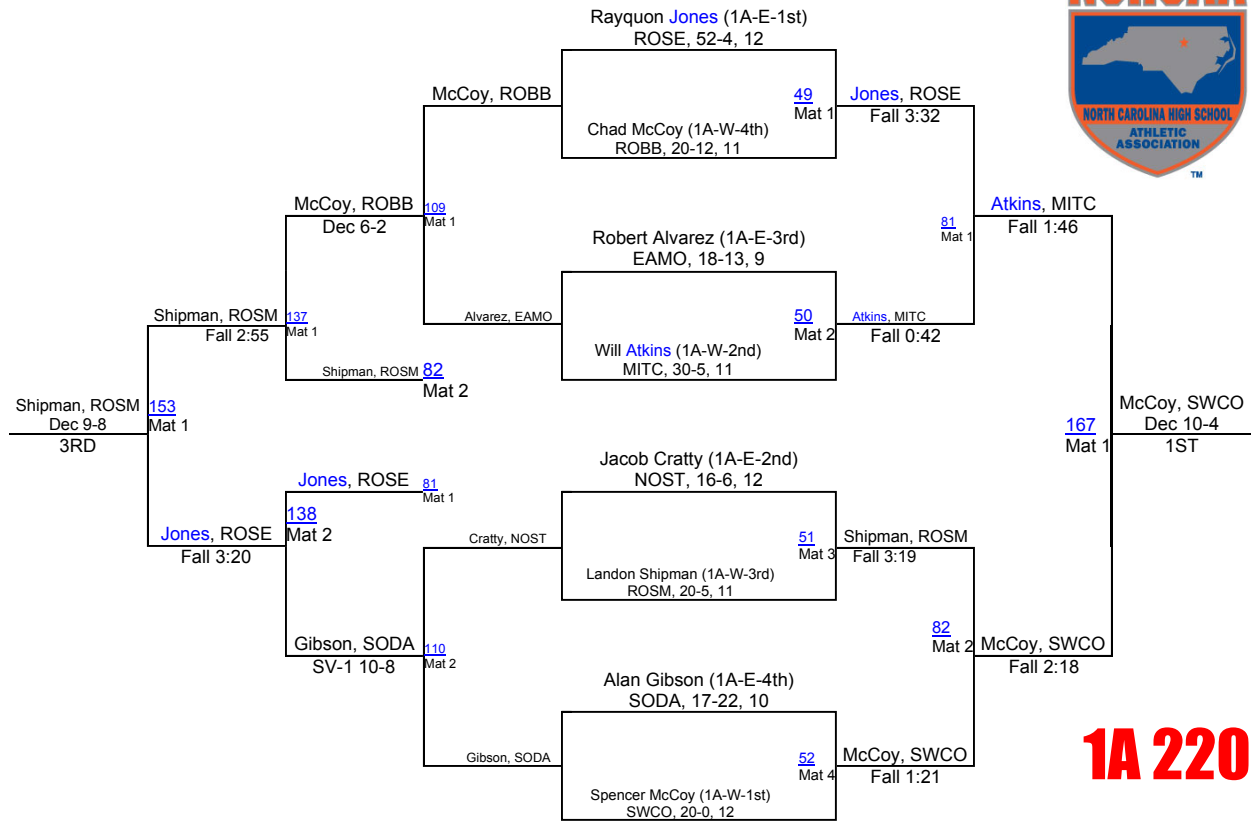 NCHSAA
NORTH CAROLINA HIGH SCHOOL
ATHLETIC
ASSOCIATION
TM
Rayquon Jones (1A-E-1st)
ROSE, 52-4, 12
McCoy, ROBB
49
Mat 1
Jones, ROSE
Fall 3:32
Chad McCoy (1A-W-4th)
ROBB, 20-12, 11
McCoy, ROBB
Dec 6-2
109
Mat 1
81
Mat 1
Atkins, MITC
Fall 1:46
Robert Alvarez (1A-E-3rd)
EAMO, 18-13, 9
Shipman, ROSM
Fall 2:55
137
Mat 1
Alvarez, EAMO
50
Mat 2
Atkins, MITC
Fall 0:42
Will Atkins (1A-W-2nd)
MITC, 30-5, 11
Shipman, ROSM
82
Mat 2
Shipman, ROSM
Dec 9-8
3RD
153
Mat 1
167
Mat 1
McCoy, SWCO
Dec 10-4
1ST
Jacob Cratty (1A-E-2nd)
NOST, 16-6, 12
Jones, ROSE
81
Mat 1
138
Mat 2
Jones, ROSE
Fall 3:20
Cratty, NOST
51
Mat 3
Shipman, ROSM
Fall 3:19
Landon Shipman (1A-W-3rd)
ROSM, 20-5, 11
Gibson, SODA
SV-1 10-8
110
Mat 2
82
Mat 2
McCoy, SWCO
Fall 2:18
Alan Gibson (1A-E-4th)
SODA, 17-22, 10
Gibson, SODA
52
Mat 4
McCoy, SWCO
Fall 1:21
Spencer McCoy (1A-W-1st)
SWCO, 20-0, 12
1A 220